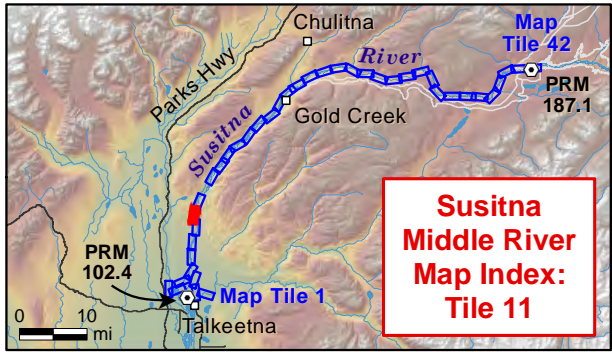 Chulitna
Map
Tile 42
River
Parks Hwy
PRM
187.1
Gold Creek
Susitna
Susitna
Middle River
Map Index:
Tile 11
PRM
102.4
Map Tile 1
0 10
mi
Talkeetna